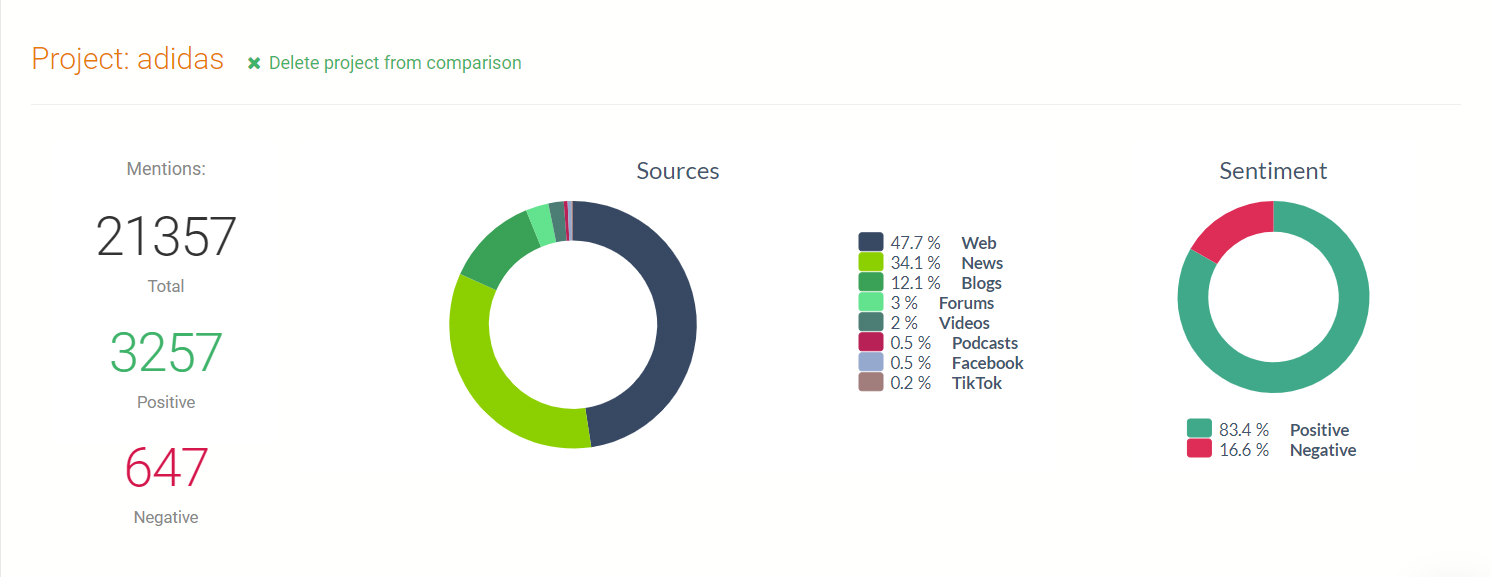 Project: adidas ✖ Delete project from comparison
Mentions:
21357
Total
3257
Positive
647
Negative
Sources
47.7 % Web
34.1 % News
12.1 % Blogs
3 % Forums
2 % Videos
0.5 % Podcasts
0.5 % Facebook
0.2 % TikTok
Sentiment
83.4 % Positive
16.6 % Negative